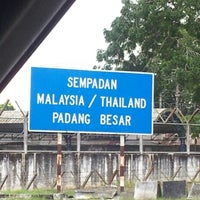 SEMPADAN
MALAYSIA / THAILAND
PADANG BESAR